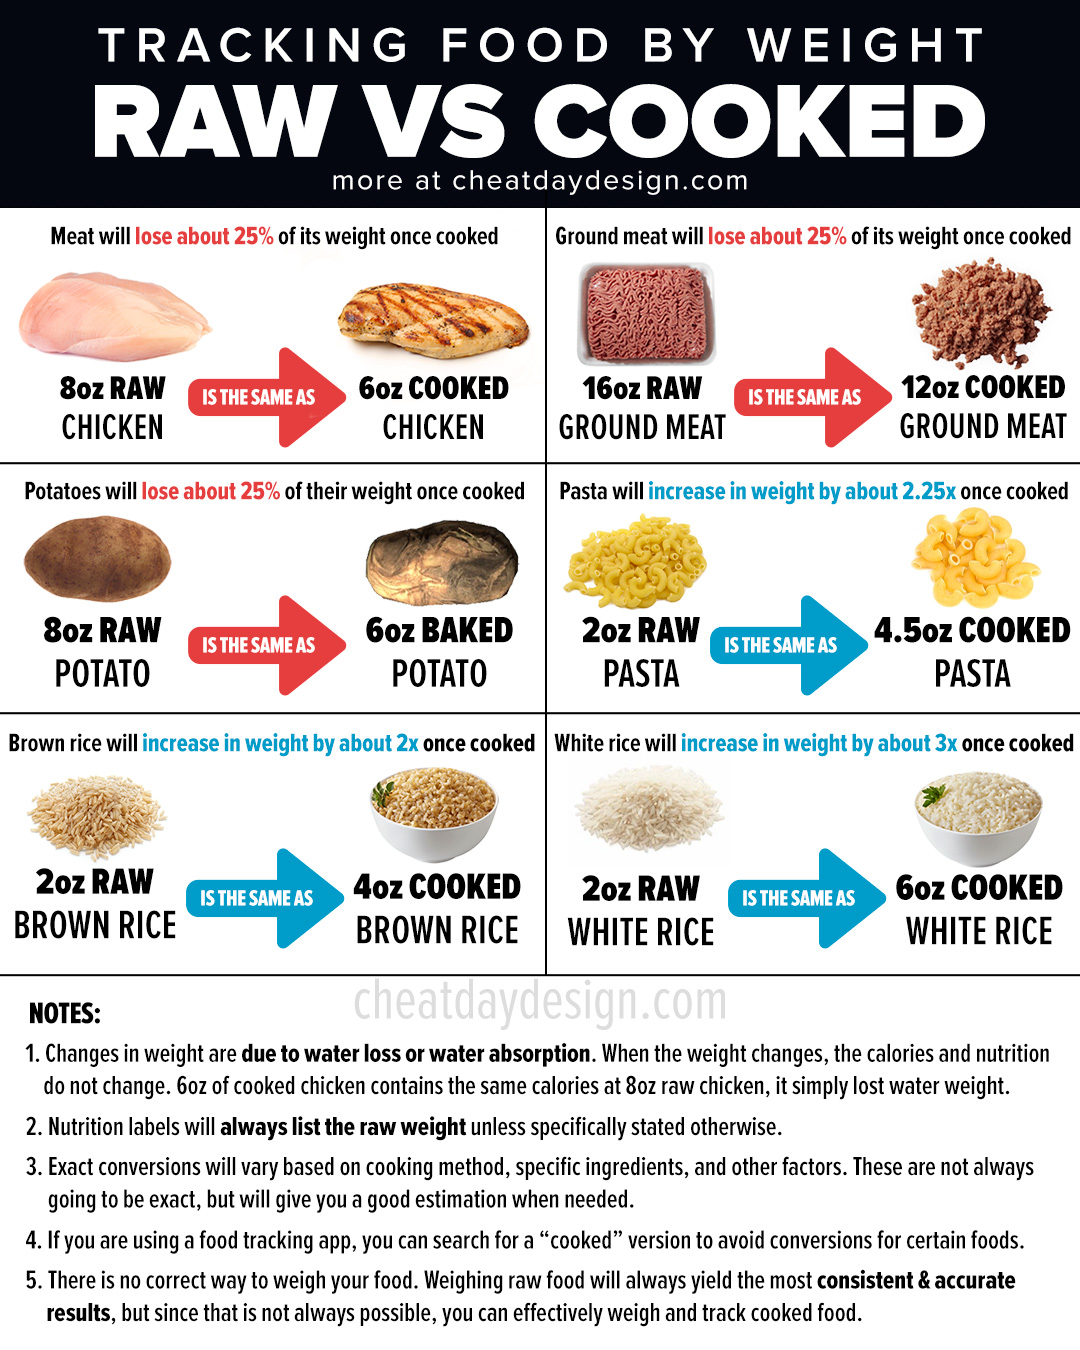 TRACKING FOOD BY WEIGHT
RAW VS COOKED
more at cheatdaydesign.com
Meat will lose about 25% of its weight once cooked
8oz RAW
CHICKEN
IS THE SAME AS
6oz COOKED
CHICKEN
Ground meat will lose about 25% of its weight once cooked
16oz RAW
GROUND MEAT
IS THE SAME AS
12oz COOKED
GROUND MEAT
Potatoes will lose about 25% of their weight once cooked
8oz RAW
POTATO
IS THE SAME AS
6oz BAKED
POTATO
Pasta will increase in weight by about 2.25x once cooked
2oz RAW
PASTA
IS THE SAME AS
4.5oz COOKED
PASTA
Brown rice will increase in weight by about 2x once cooked
2oz RAW
BROWN RICE
IS THE SAME AS
4oz COOKED
BROWN RICE
White rice will increase in weight by about 3x once cooked
2oz RAW
WHITE RICE
IS THE SAME AS
6oz COOKED
WHITE RICE
cheatdaydesign.com
NOTES:
1. Changes in weight are due to water loss or water absorption. When the weight changes, the calories and nutrition
do not change. 6oz of cooked chicken contains the same calories at 8oz raw chicken, it simply lost water weight.
2. Nutrition labels will always list the raw weight unless specifically stated otherwise.
3. Exact conversions will vary based on cooking method, specific ingredients, and other factors. These are not always
going to be exact, but will give you a good estimation when needed.
4. If you are using a food tracking app, you can search for a “cooked” version to avoid conversions for certain foods.
5. There is no correct way to weigh your food. Weighing raw food will always yield the most consistent & accurate
results, but since that is not always possible, you can effectively weigh and track cooked food.